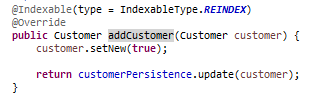 @Indexable(type = IndexableType.REINDEX)
@Override
public Customer addCustomer(Customer customer) {
customer.setNew(true);
return customerPersistence.update(customer);
}